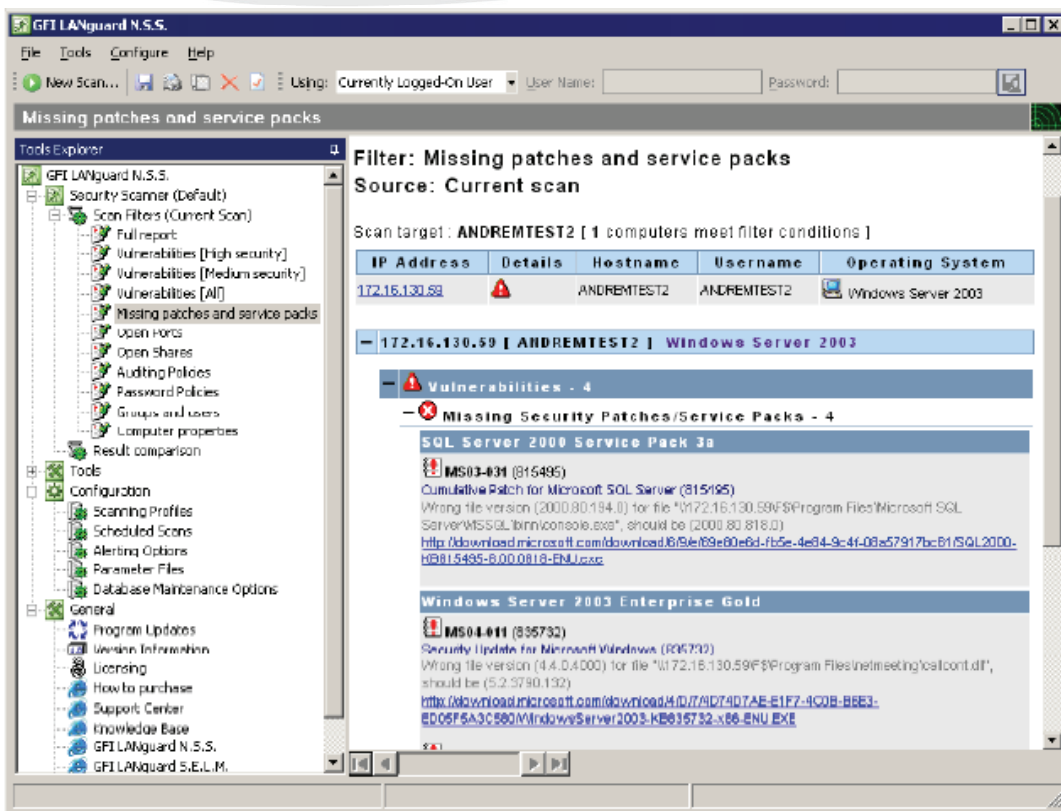 GFI LANguard N.S.S.
File Tools Configure Help
New Scan... Using: Currently Logged-On User User Name: Password:
Missing patches and service packs
Tools Explorer
GFI LANguard N.S.S.
Security Scanner (Default)
Scan Filters (Current Scan)
Full report
Vulnerabilities [High security]
Vulnerabilities [Medium security]
Vulnerabilities [All]
Missing patches and service packs
Open Ports
Open Shares
Auditing Policies
Password Policies
Groups and users
Computer properties
Result comparison
Tools
Configuration
Scanning Profiles
Scheduled Scans
Alerting Options
Parameter Files
Database Maintenance Options
General
Program Updates
Version Information
Licensing
How to purchase
Support Center
Knowledge Base
GFI LANguard N.S.S.
GFI LANguard S.E.L.M.
Filter: Missing patches and service packs
Source: Current scan
Scan target: ANDREMTEST2 [ 1 computers meet filter conditions ]
IP Address Details Hostname Username Operating System
172.16.130.59 ANDREMTEST2 ANDREMTEST2 Windows Server 2003
172.16.130.59 [ ANDREMTEST2 ] Windows Server 2003
Vulnerabilities - 4
Missing Security Patches/Service Packs - 4
SQL Server 2000 Service Pack 3a
MS03-031 (815495)
Cumulative Patch for Microsoft SQL Server (815495)
Wrong file version (2000.80.194.0) for file "\\172.16.130.59\F$\Program Files\Microsoft SQL
Server\MSSQL\binn\console.exe", should be (2000.80.818.0)
KB815495-8.00.0818-ENU.exe
Windows Server 2003 Enterprise Gold
MS04-011 (835732)
Security Update for Microsoft Windows (835732)
Wrong file version (4.4.0.4000) for file "\\172.16.130.59\F$\Program Files\netmeeting\callcont.dll",
should be (5.2.3790.132)